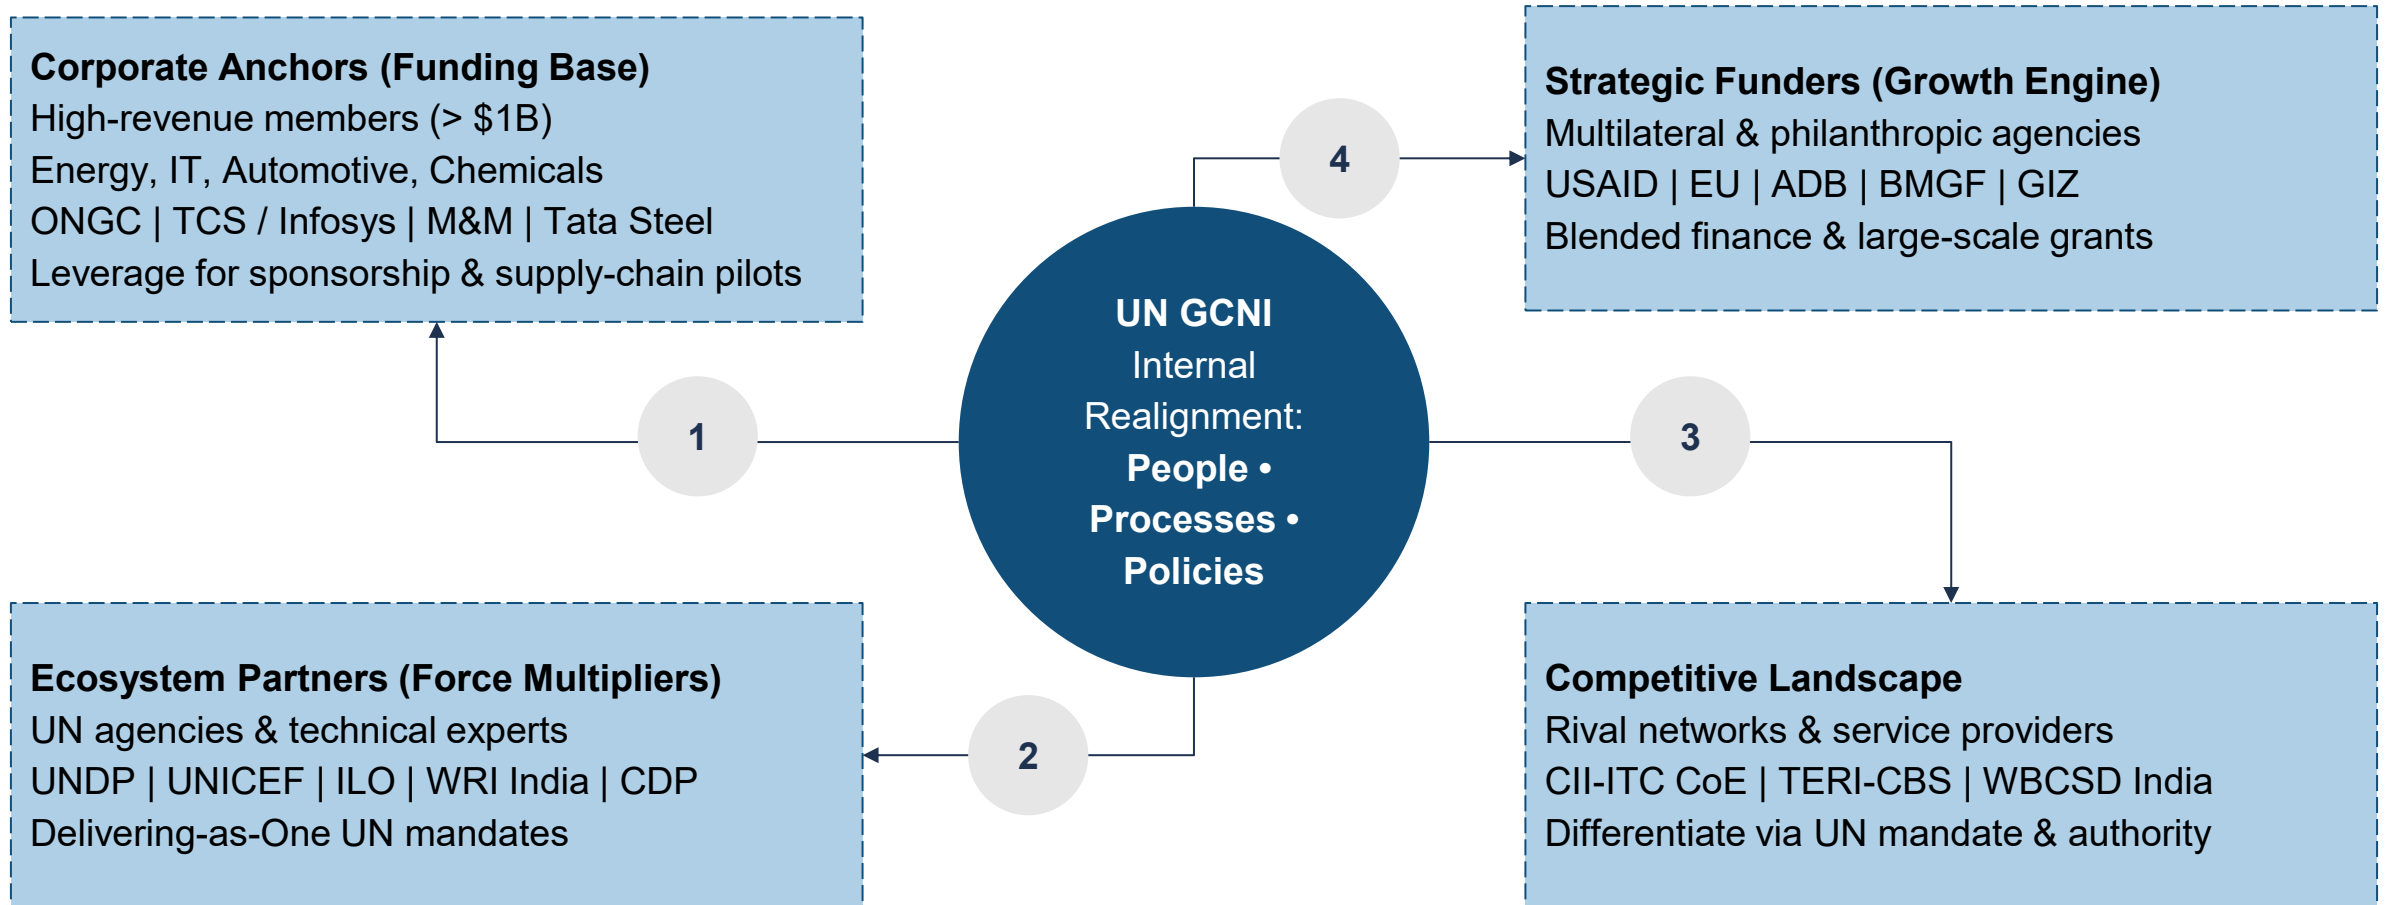 Corporate Anchors (Funding Base)
High-revenue members (> $1B)
Energy, IT, Automotive, Chemicals
ONGC | TCS / Infosys | M&M | Tata Steel
Leverage for sponsorship & supply-chain pilots
Strategic Funders (Growth Engine)
Multilateral & philanthropic agencies
USAID | EU | ADB | BMGF | GIZ
Blended finance & large-scale grants
4
UN GCNI
Internal
Realignment:
People •
Processes •
Policies
1
3
2
Ecosystem Partners (Force Multipliers)
UN agencies & technical experts
UNDP | UNICEF | ILO | WRI India | CDP
Delivering-as-One UN mandates
Competitive Landscape
Rival networks & service providers
CII-ITC CoE | TERI-CBS | WBCSD India
Differentiate via UN mandate & authority